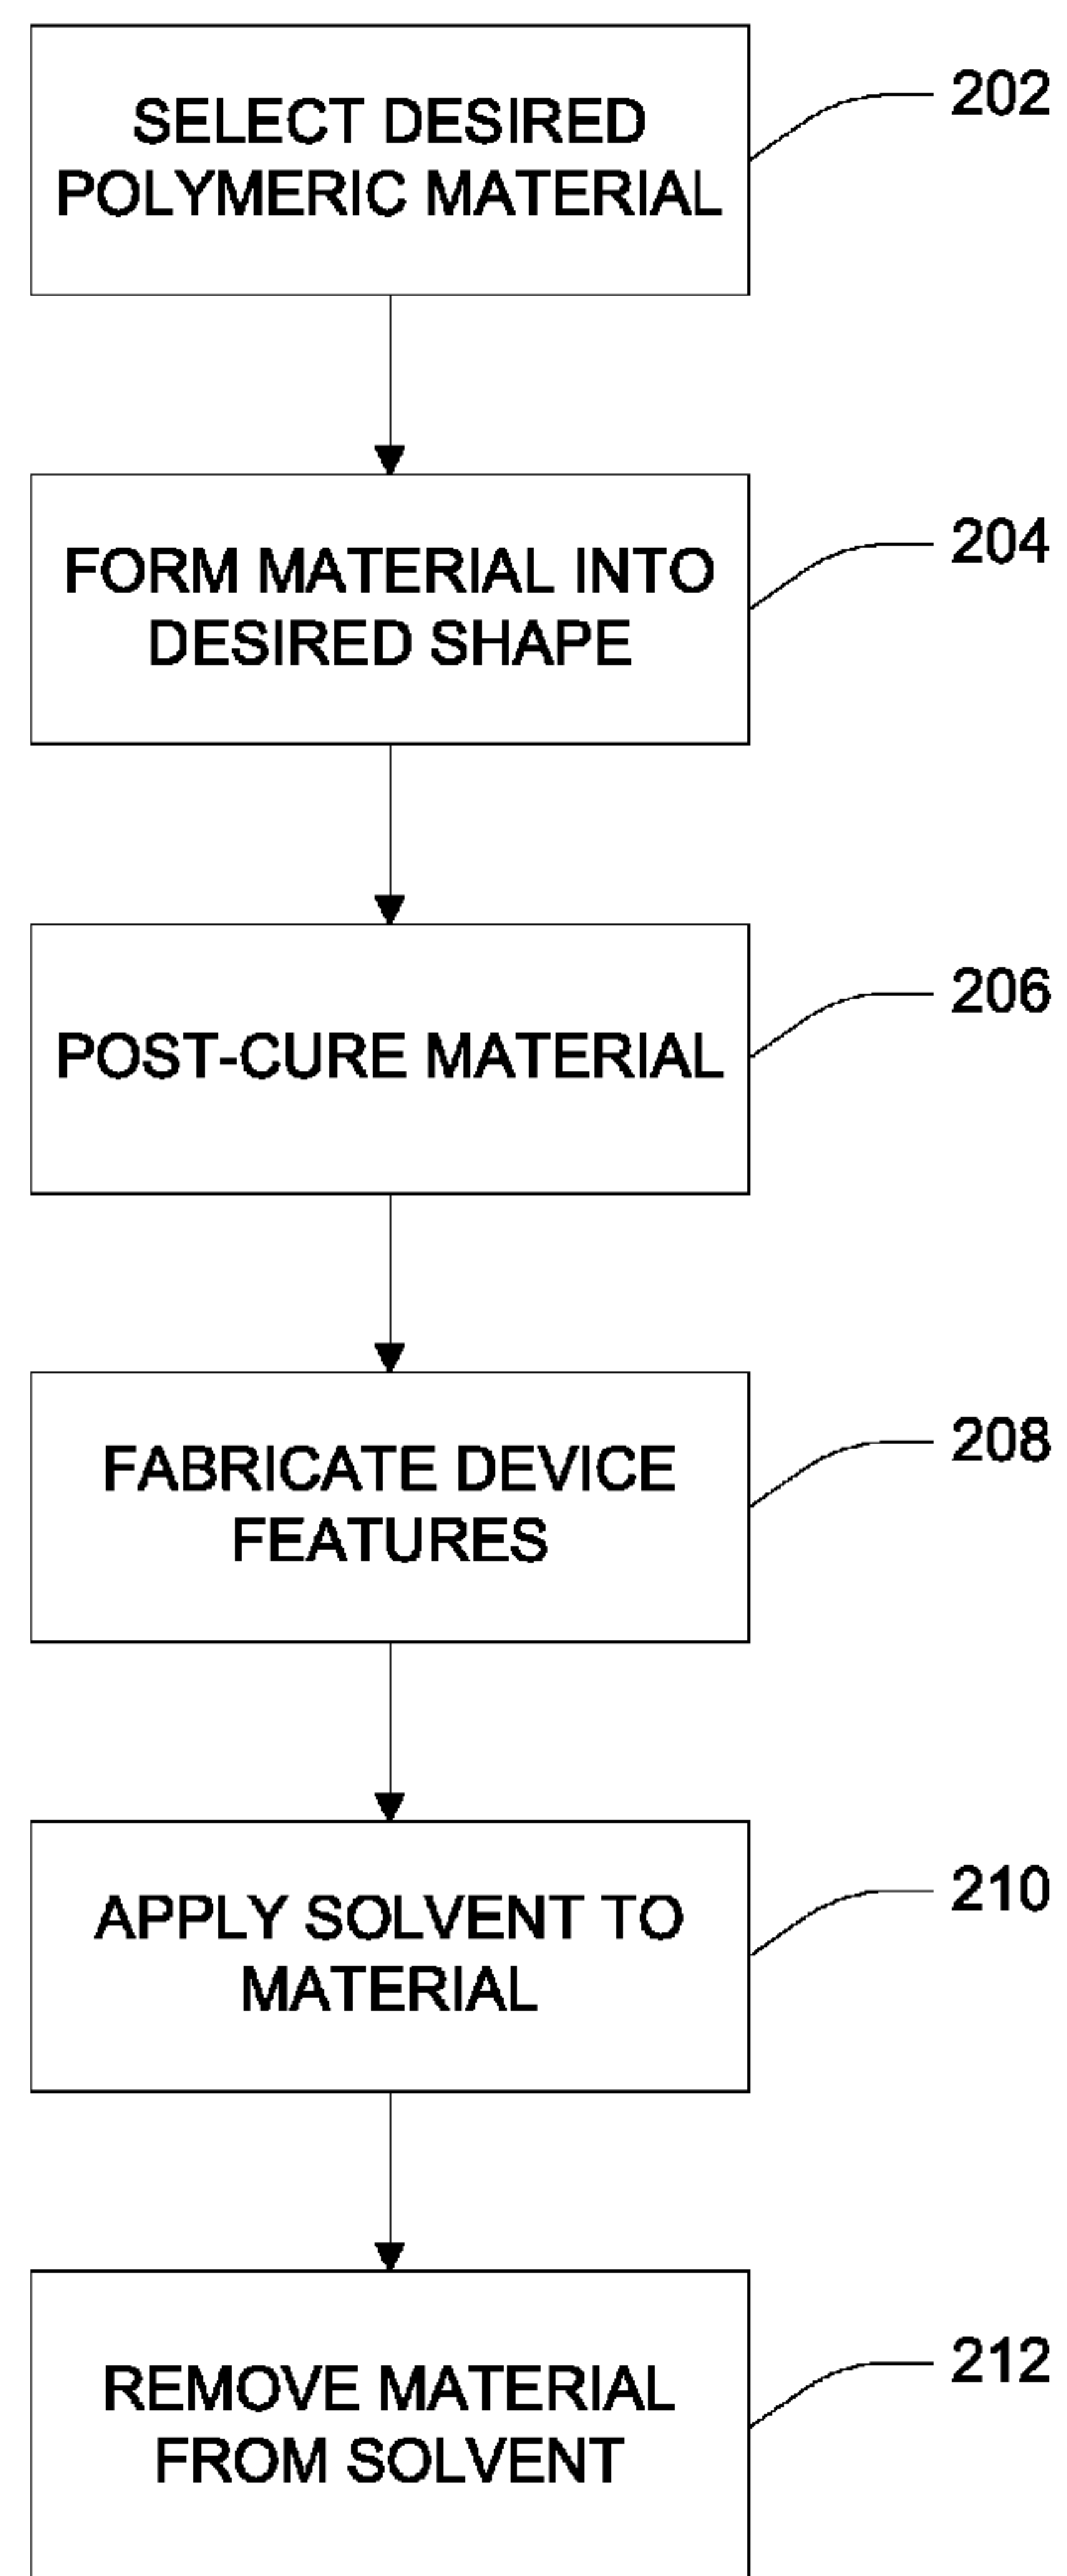 SELECT DESIRED
POLYMERIC MATERIAL
202
FORM MATERIAL INTO
DESIRED SHAPE
204
POST-CURE MATERIAL
206
FABRICATE DEVICE
FEATURES
208
APPLY SOLVENT TO
MATERIAL
210
REMOVE MATERIAL
FROM SOLVENT
212